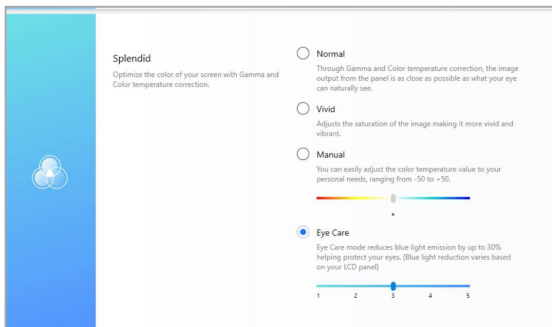 Splendid
Optimize the color of your screen with Gamma and
Color temperature correction.
Normal
Through Gamma and Color temperature correction, the image
output from the panel is as close as possible as what your eye
can naturally see.
Vivid
Adjusts the saturation of the image making it more vivid and
vibrant.
Manual
You can easily adjust the color temperature value to your
personal needs, ranging from -50 to +50.
Eye Care
Eye Care mode reduces blue light emission by up to 30%
helping protect your eyes. (Blue light reduction varies based
on your LCD panel)
1 2 3 4 5